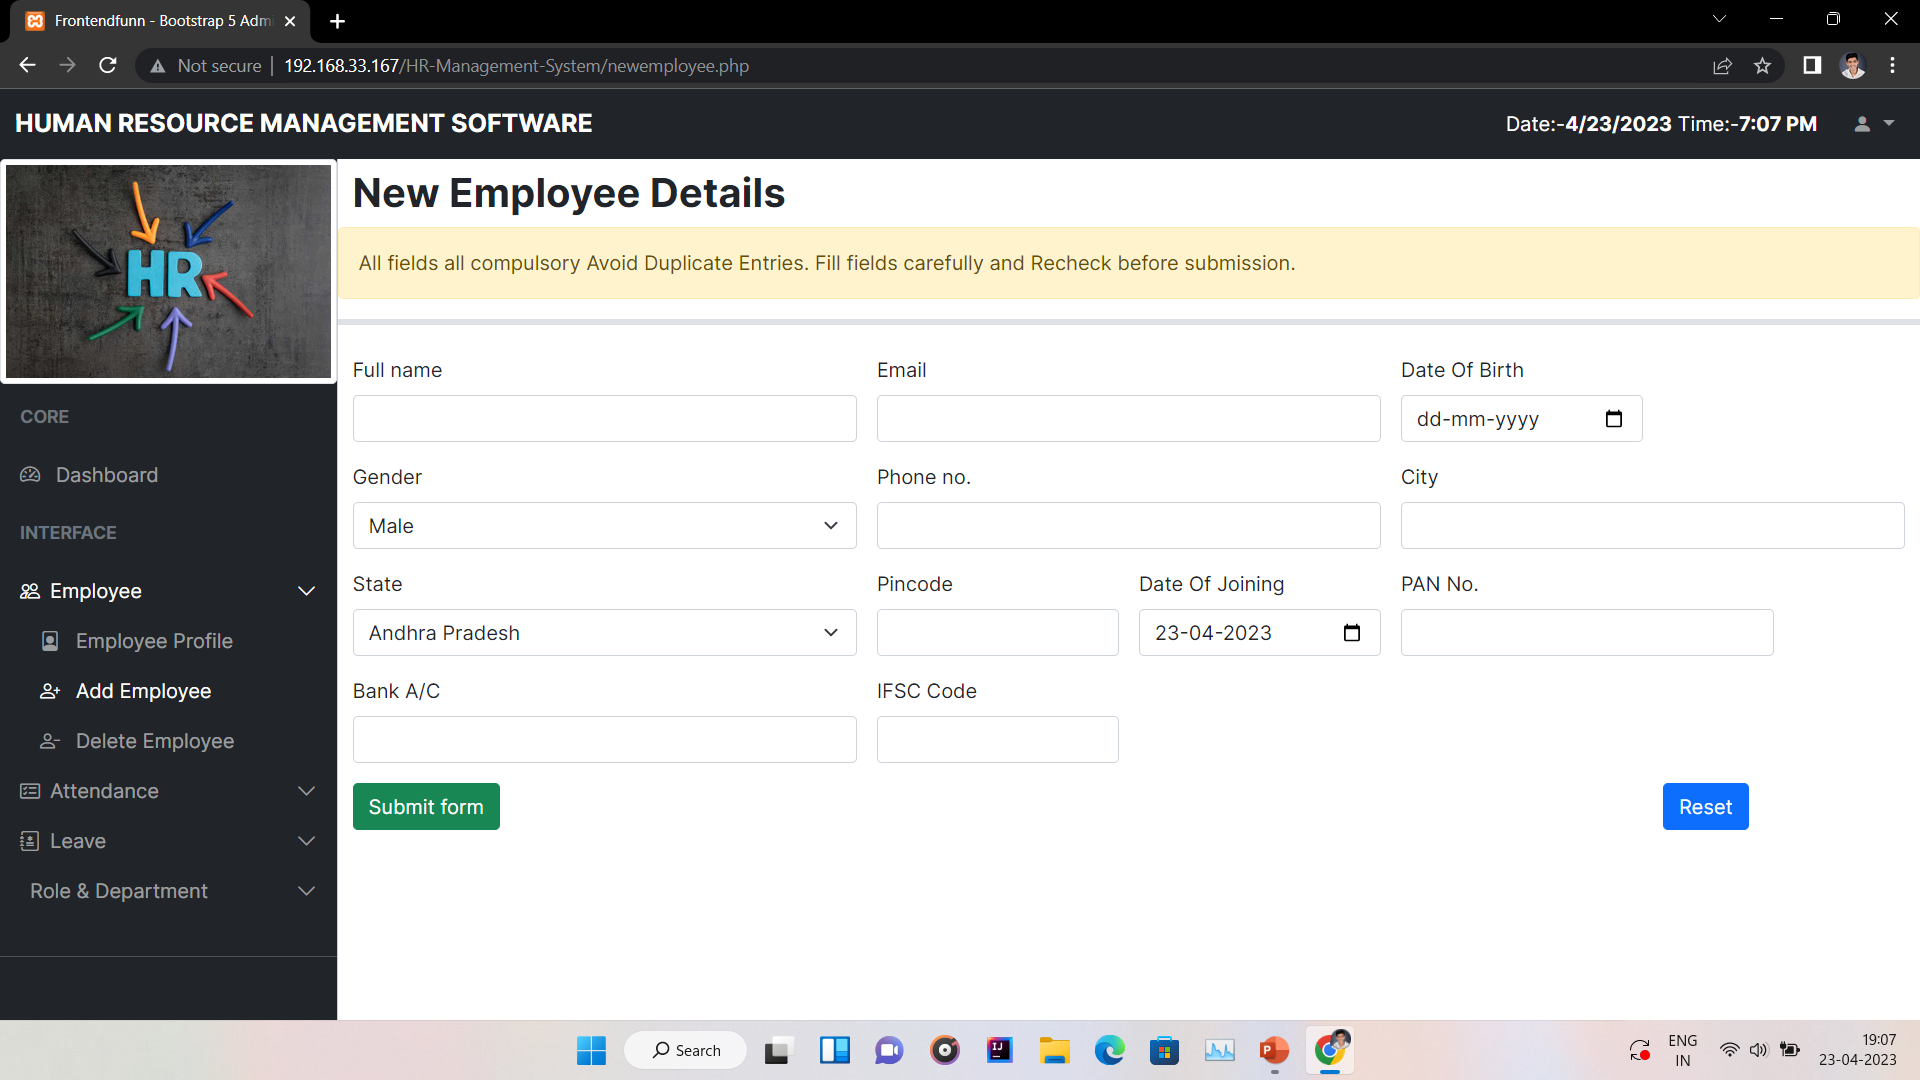 Frontendfunn - Bootstrap 5 Adm
Not secure | 192.168.33.167/HR-Management-System/newemployee.php
HUMAN RESOURCE MANAGEMENT SOFTWARE
Date:-4/23/2023 Time:-7:07 PM
HR
New Employee Details
All fields all compulsory Avoid Duplicate Entries. Fill fields carefully and Recheck before submission.
CORE
Dashboard
INTERFACE
Employee
Employee Profile
Add Employee
Delete Employee
Attendance
Leave
Role & Department
Full name
Email
Date Of Birth
dd-mm-yyyy
Gender
Phone no.
City
Male
State
Pincode
Date Of Joining
PAN No.
Andhra Pradesh
23-04-2023
Bank A/C
IFSC Code
Submit form
Reset
Search
IJ
P
ENG
IN
19:07
23-04-2023